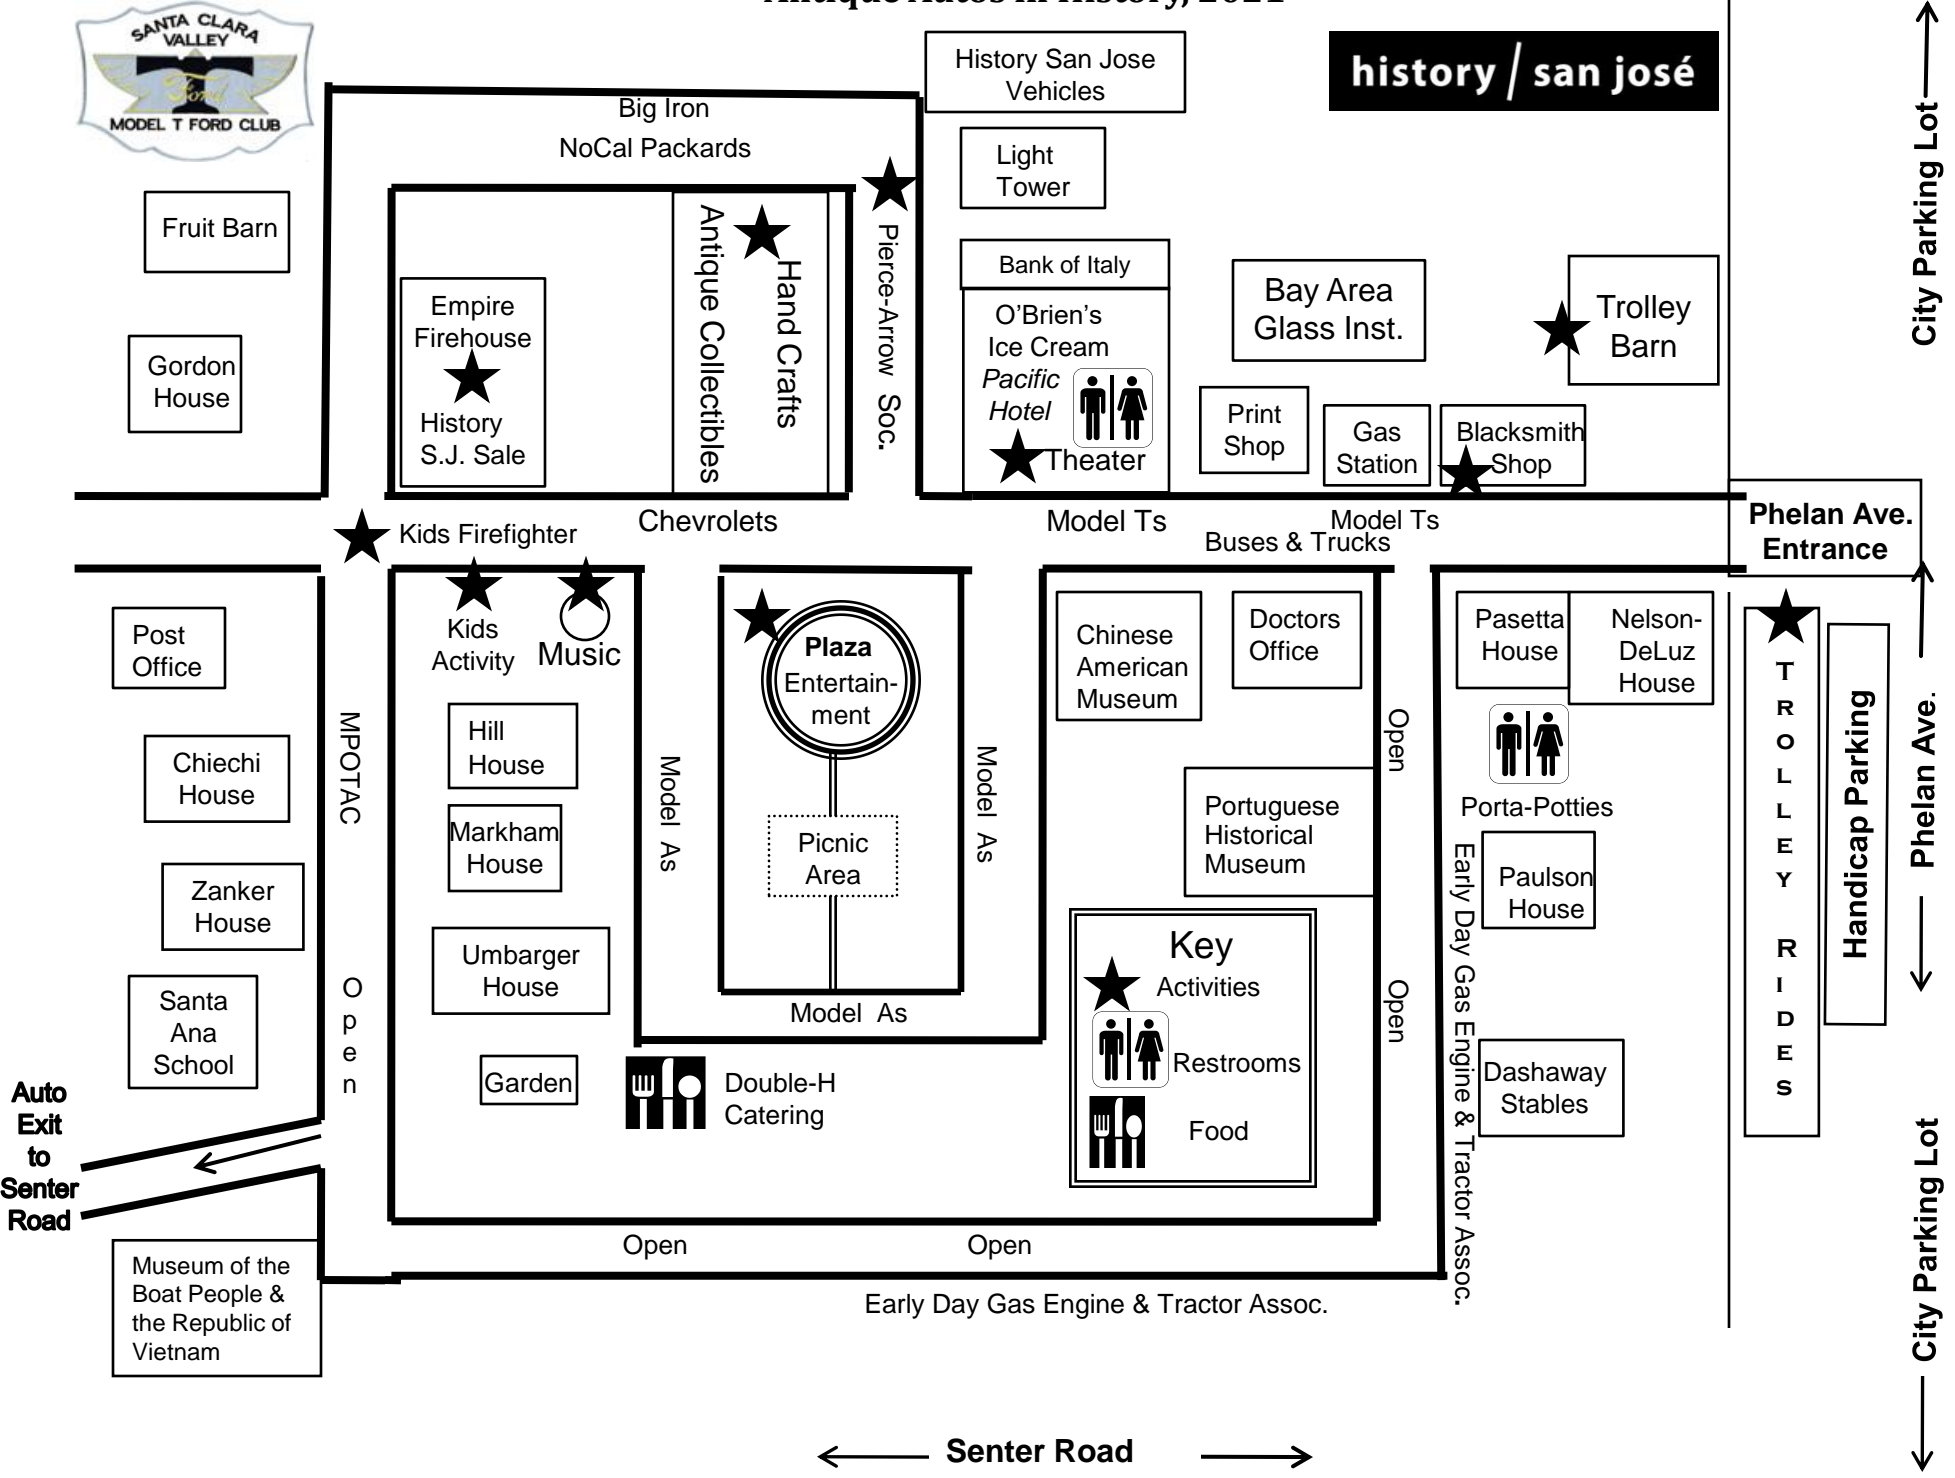 Antique Autos in History, 2021
SANTA CLARA
VALLEY
Ford
MODEL T FORD CLUB
history / san josé
History San Jose
Vehicles
Big Iron
NoCal Packards
Light
Tower
Fruit Barn
Gordon
House
Empire
Firehouse
History
S.J. Sale
Antique Collectibles
Hand Crafts
Pierce-Arrow Soc.
Bank of Italy
O'Brien's
Ice Cream
Pacific
Hotel
Theater
Bay Area
Glass Inst.
Trolley
Barn
Print
Shop
Gas
Station
Blacksmith
Shop
City Parking Lot
Kids Firefighter
Chevrolets
Model Ts
Model Ts
Buses & Trucks
Phelan Ave.
Entrance
Post
Office
Kids
Activity
Music
Plaza
Entertain-
ment
Chinese
American
Museum
Doctors
Office
Pasetta
House
Nelson-
DeLuz
House
Chiechi
House
MPOTAC
Hill
House
Markham
House
Model As
Picnic
Area
Model As
Open
Portuguese
Historical
Museum
Porta-Potties
Paulson
House
TROLLEY RIDES
Handicap Parking
Phelan Ave.
Zanker
House
Umbarger
House
Santa
Ana
School
Open
Model As
Garden
Double-H
Catering
Key
Activities
Restrooms
Food
Open
Early Day Gas Engine & Tractor Assoc.
Dashaway
Stables
Auto
Exit
to
Senter
Road
Open
Open
Museum of the
Boat People &
the Republic of
Vietnam
Early Day Gas Engine & Tractor Assoc.
City Parking Lot
Senter Road